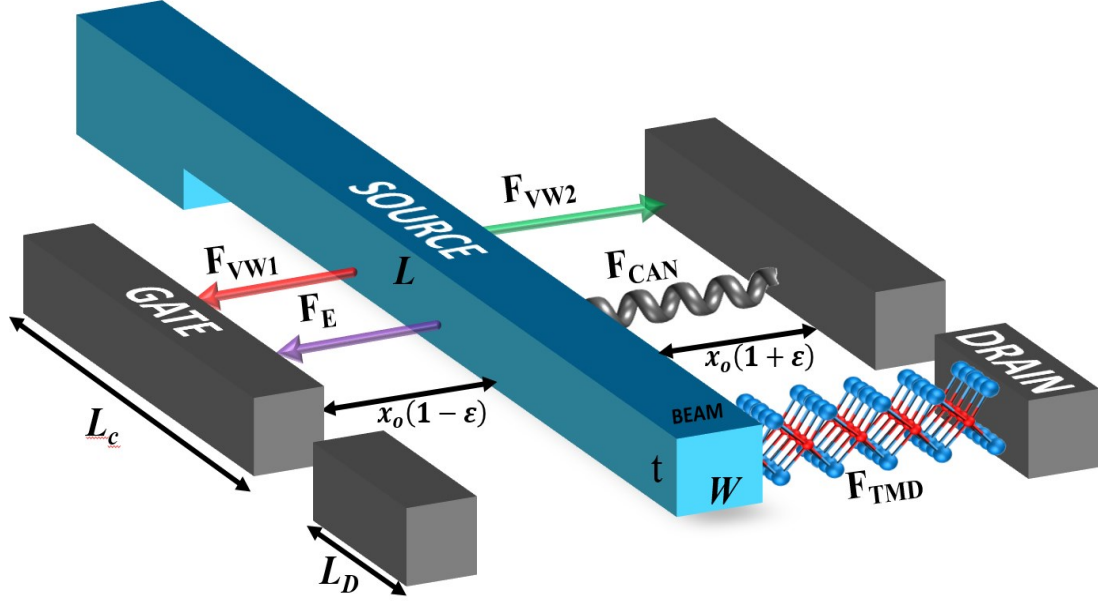 SOURCE
F_VW2
F_VW1
L
F_CAN
GATE
F_E
x_o(1 + ε)
DRAIN
x_o(1 − ε)
BEAM
L_c
t
W
F_TMD
L_D